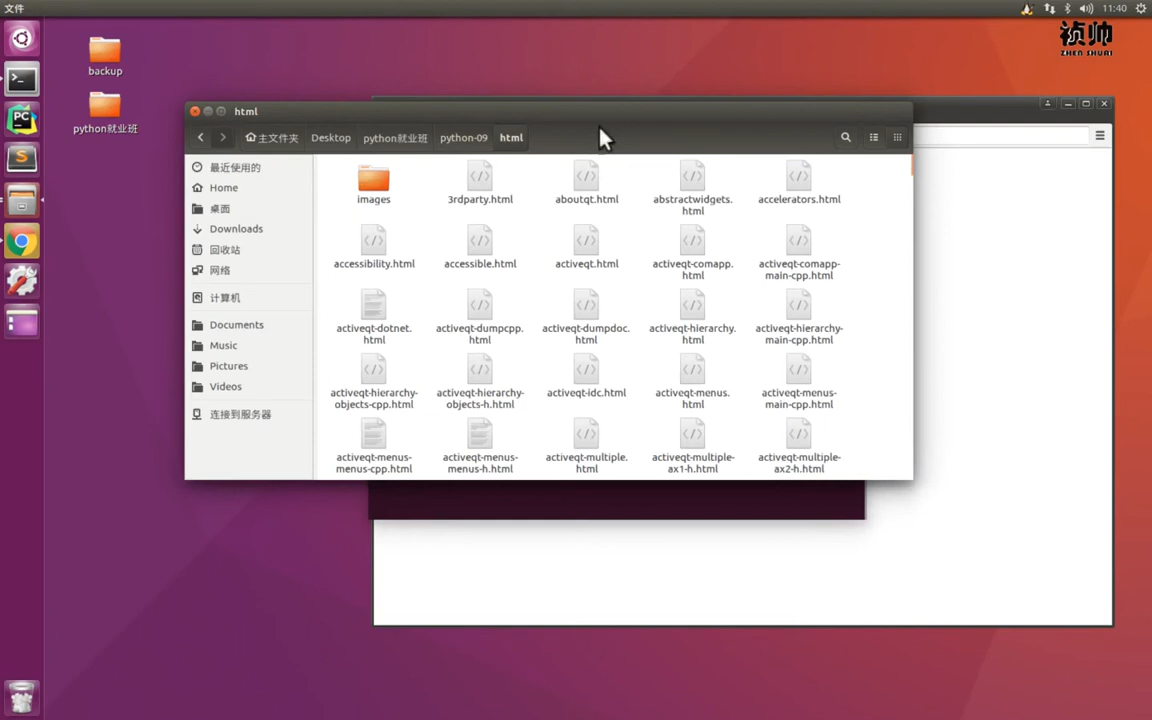 文件
11:40
祯帅
ZHEN SHUAI
backup
python就业班
html
主文件夹
Desktop
python就业班
python-09
html
最近使用的
Home
桌面
Downloads
回收站
网络
计算机
Documents
Music
Pictures
Videos
连接到服务器
images
3rdparty.html
aboutqt.html
abstractwidgets.
html
accelerators.html
accessibility.html
accessible.html
activeqt.html
activeqt-comapp.
html
activeqt-comapp-
main-cpp.html
activeqt-dotnet.
html
activeqt-dumpcpp.
html
activeqt-dumpdoc.
html
activeqt-hierarchy.
html
activeqt-hierarchy-
main-cpp.html
activeqt-hierarchy-
objects-cpp.html
activeqt-hierarchy-
objects-h.html
activeqt-idc.html
activeqt-menus.
html
activeqt-menus-
main-cpp.html
activeqt-menus-
menus-cpp.html
activeqt-menus-
menus-h.html
activeqt-multiple.
html
activeqt-multiple-
ax1-h.html
activeqt-multiple-
ax2-h.html
PC
S